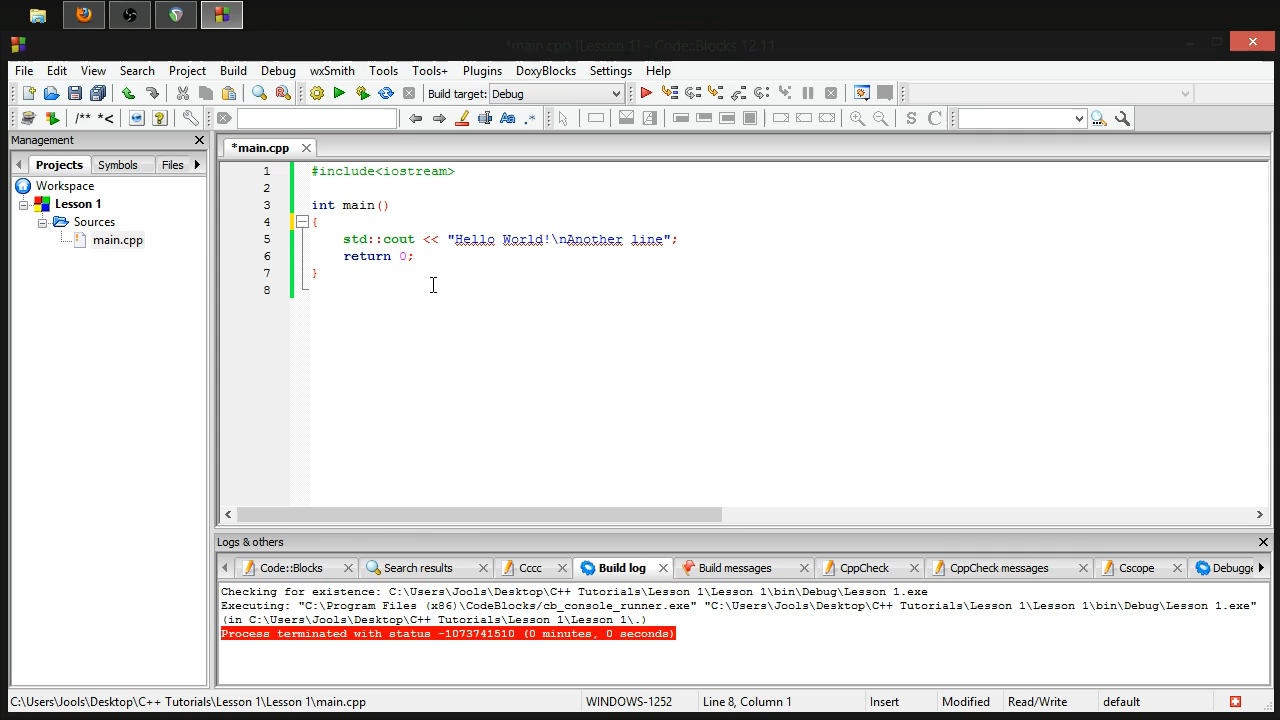 *main.cpp [Lesson 1] - Code::Blocks 12.11
File Edit View Search Project Build Debug wxSmith Tools Tools+ Plugins DoxyBlocks Settings Help
Build target: Debug
/** *<
Aa .*
S C
Management
Projects Symbols Files
*main.cpp
Workspace
Lesson 1
Sources
main.cpp
1 #include<iostream>
2
3 int main()
4 {
5 std::cout << "Hello World!\nAnother line";
6 return 0;
7 }
8
Logs & others
Code::Blocks Search results Cccc Build log Build messages CppCheck CppCheck messages Cscope Debugge
Checking for existence: C:\Users\Jools\Desktop\C++ Tutorials\Lesson 1\Lesson 1\bin\Debug\Lesson 1.exe
Executing: "C:\Program Files (x86)\CodeBlocks/cb_console_runner.exe" "C:\Users\Jools\Desktop\C++ Tutorials\Lesson 1\Lesson 1\bin\Debug\Lesson 1.exe"
(in C:\Users\Jools\Desktop\C++ Tutorials\Lesson 1\Lesson 1\.)
Process terminated with status -1073741510 (0 minutes, 0 seconds)
C:\Users\Jools\Desktop\C++ Tutorials\Lesson 1\Lesson 1\main.cpp WINDOWS-1252 Line 8, Column 1 Insert Modified Read/Write default